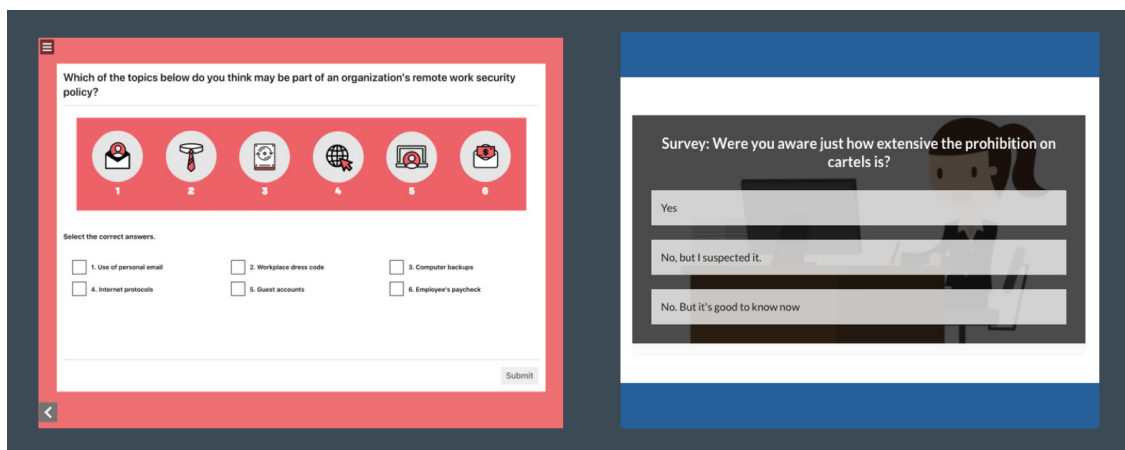 Which of the topics below do you think may be part of an organization's remote work security
policy?
1 2 3 4 5 6
Select the correct answers.
1. Use of personal email 2. Workplace dress code 3. Computer backups
4. Internet protocols 5. Guest accounts 6. Employee's paycheck
Submit
Survey: Were you aware just how extensive the prohibition on
cartels is?
Yes
No, but I suspected it.
No. But it's good to know now